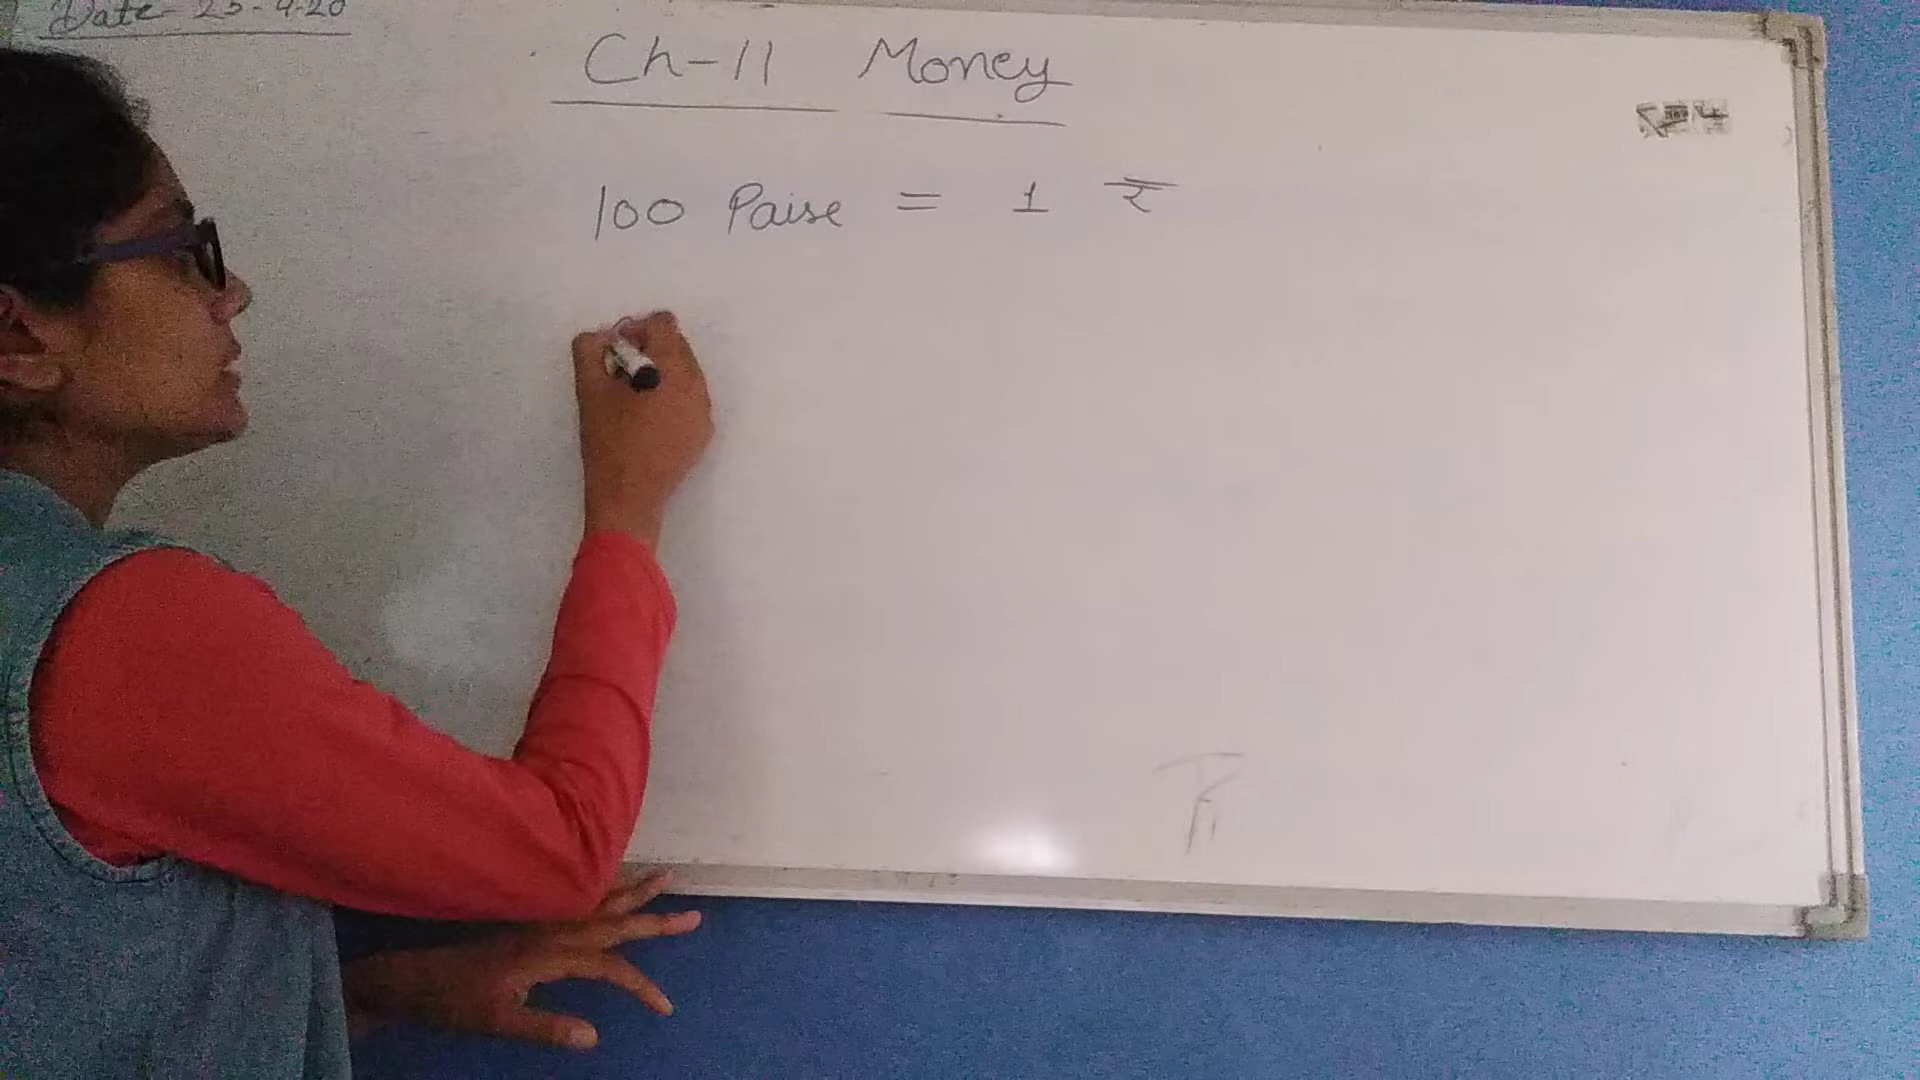 Date- 25-4-20
Ch-11 Money
100 Paise = 1 ₹